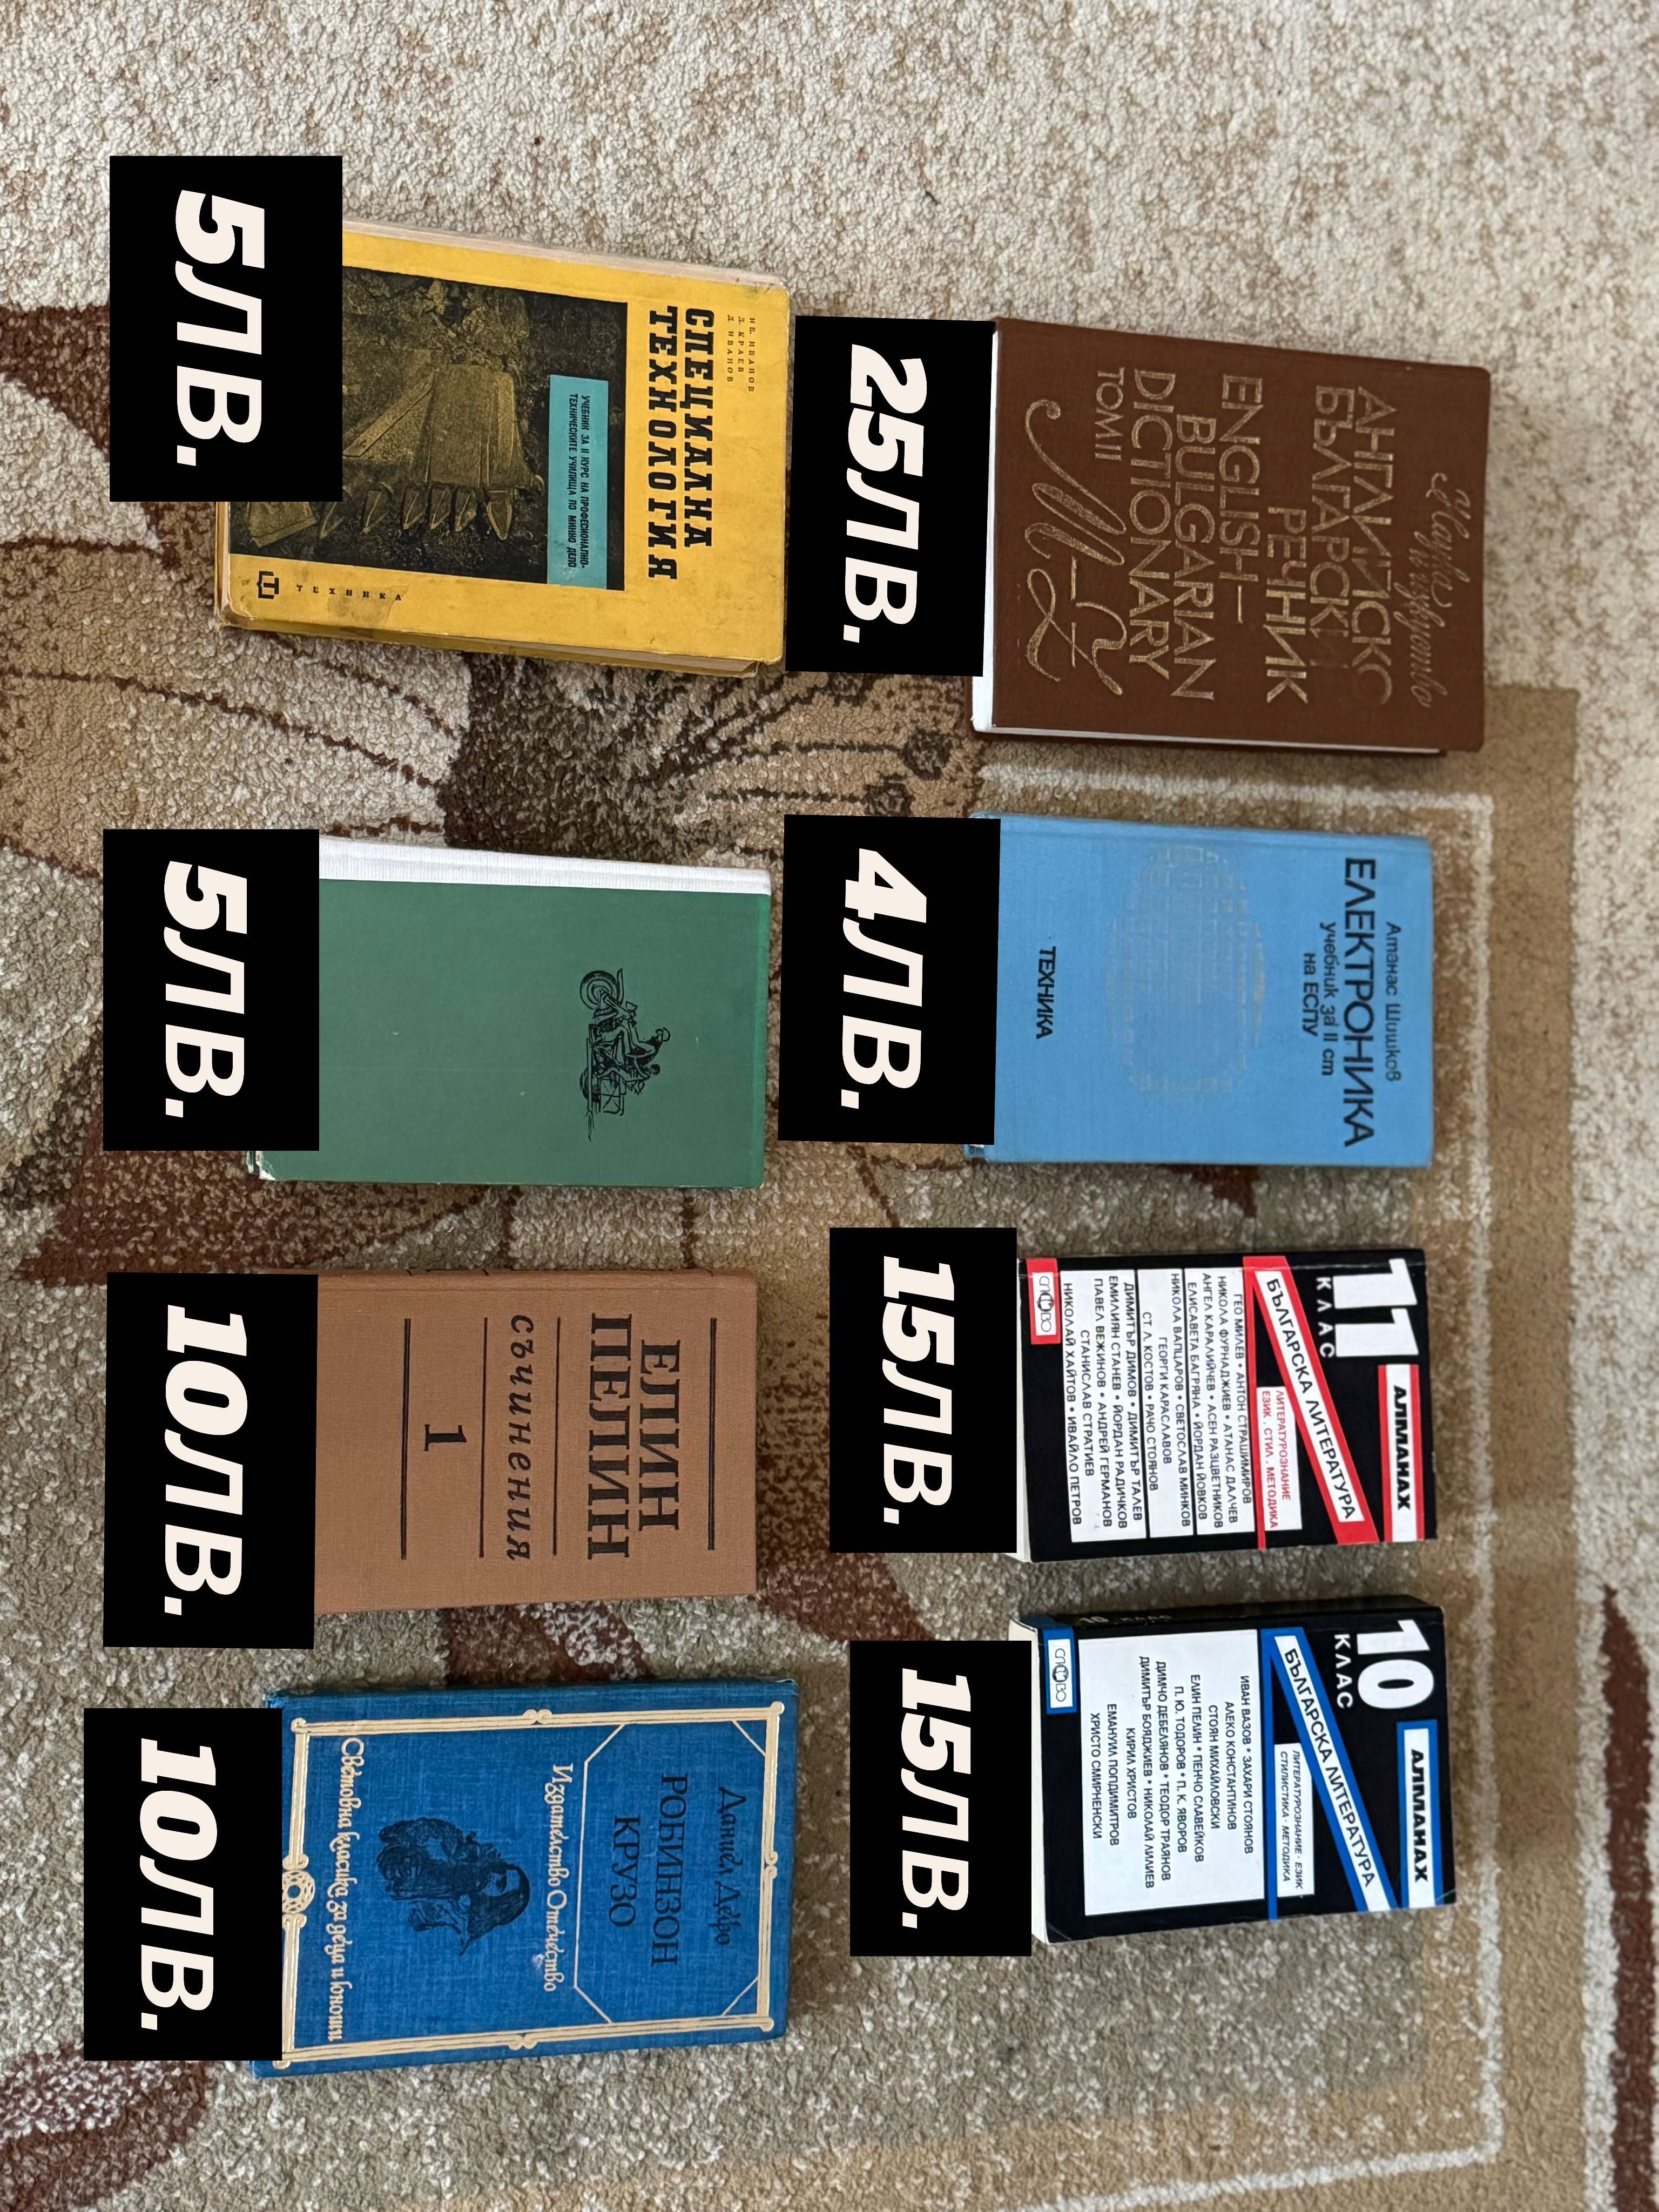 Наука
и изкуство
АНГЛИЙСКО
БЪЛГАРСКИ
РЕЧНИК
ENGLISH—
BULGARIAN
DICTIONARY
ТОМ II
M–Z
25ЛВ.
Атанас Шишков
ЕЛЕКТРОНИКА
учебник за II ст
на ЕСПУ
ТЕХНИКА
4ЛВ.
11
КЛАС
АЛМАНАХ
БЪЛГАРСКА ЛИТЕРАТУРА
ЛИТЕРАТУРОЗНАНИЕ
ЕЗИК . СТИЛ . МЕТОДИКА
ГЕО МИЛЕВ • АНТОН СТРАШИМИРОВ
НИКОЛА ФУРНАДЖИЕВ • АТАНАС ДАЛЧЕВ
АНГЕЛ КАРАЛИЙЧЕВ • АСЕН РАЗЦВЕТНИКОВ
ЕЛИСАВЕТА БАГРЯНА • ЙОРДАН ЙОВКОВ
НИКОЛА ВАПЦАРОВ • СВЕТОСЛАВ МИНКОВ
ГЕОРГИ КАРАСЛАВОВ
СТ. Л. КОСТОВ • РАЧО СТОЯНОВ
ДИМИТЪР ДИМОВ • ДИМИТЪР ТАЛЕВ
ЕМИЛИЯН СТАНЕВ • ЙОРДАН РАДИЧКОВ
ПАВЕЛ ВЕЖИНОВ • АНДРЕЙ ГЕРМАНОВ
СТАНИСЛАВ СТРАТИЕВ
НИКОЛАЙ ХАЙТОВ • ИВАЙЛО ПЕТРОВ
СЛОВО
15ЛВ.
10
КЛАС
АЛМАНАХ
БЪЛГАРСКА ЛИТЕРАТУРА
ЛИТЕРАТУРОЗНАНИЕ · ЕЗИК
СТИЛИСТИКА · МЕТОДИКА
ИВАН ВАЗОВ • ЗАХАРИ СТОЯНОВ
АЛЕКО КОНСТАНТИНОВ
СТОЯН МИХАЙЛОВСКИ
ЕЛИН ПЕЛИН • ПЕНЧО СЛАВЕЙКОВ
П. Ю. ТОДОРОВ • П. К. ЯВОРОВ
ДИМЧО ДЕБЕЛЯНОВ • ТЕОДОР ТРАЯНОВ
ДИМИТЪР БОЯДЖИЕВ • НИКОЛАЙ ЛИЛИЕВ
КИРИЛ ХРИСТОВ
ЕМАНУИЛ ПОПДИМИТРОВ
ХРИСТО СМИРНЕНСКИ
СЛОВО
10 КЛАС
15ЛВ.
ИВ. ИВАНОВ
Д. КРАЕВ
Д. ИВАНОВ
СПЕЦИАЛНА
ТЕХНОЛОГИЯ
УЧЕБНИК ЗА II КУРС НА ПРОФЕСИОНАЛНО-
ТЕХНИЧЕСКИТЕ УЧИЛИЩА ПО МИННО ДЕЛО
ТЕХНИКА
5ЛВ.
5ЛВ.
ЕЛИН
ПЕЛИН
съчинения
1
10ЛВ.
Даниел Дефо
РОБИНЗОН
КРУЗО
Издателство Отечество
Световна класика за деца и юноши
10ЛВ.